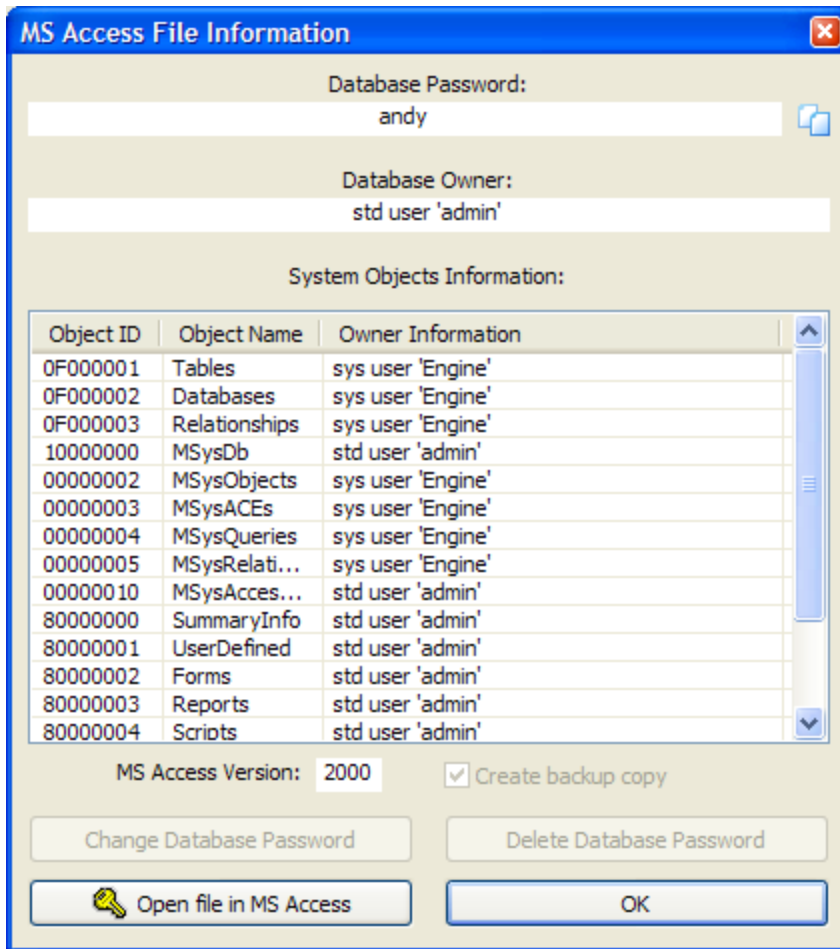 MS Access File Information
Database Password:
andy
Database Owner:
std user 'admin'
System Objects Information:
Object ID Object Name Owner Information
0F000001 Tables sys user 'Engine'
0F000002 Databases sys user 'Engine'
0F000003 Relationships sys user 'Engine'
10000000 MSysDb std user 'admin'
00000002 MSysObjects sys user 'Engine'
00000003 MSysACEs sys user 'Engine'
00000004 MSysQueries sys user 'Engine'
00000005 MSysRelati... sys user 'Engine'
00000010 MSysAcces... std user 'admin'
80000000 SummaryInfo std user 'admin'
80000001 UserDefined std user 'admin'
80000002 Forms std user 'admin'
80000003 Reports std user 'admin'
80000004 Scripts std user 'admin'
MS Access Version: 2000 Create backup copy
Change Database Password Delete Database Password
Open file in MS Access OK